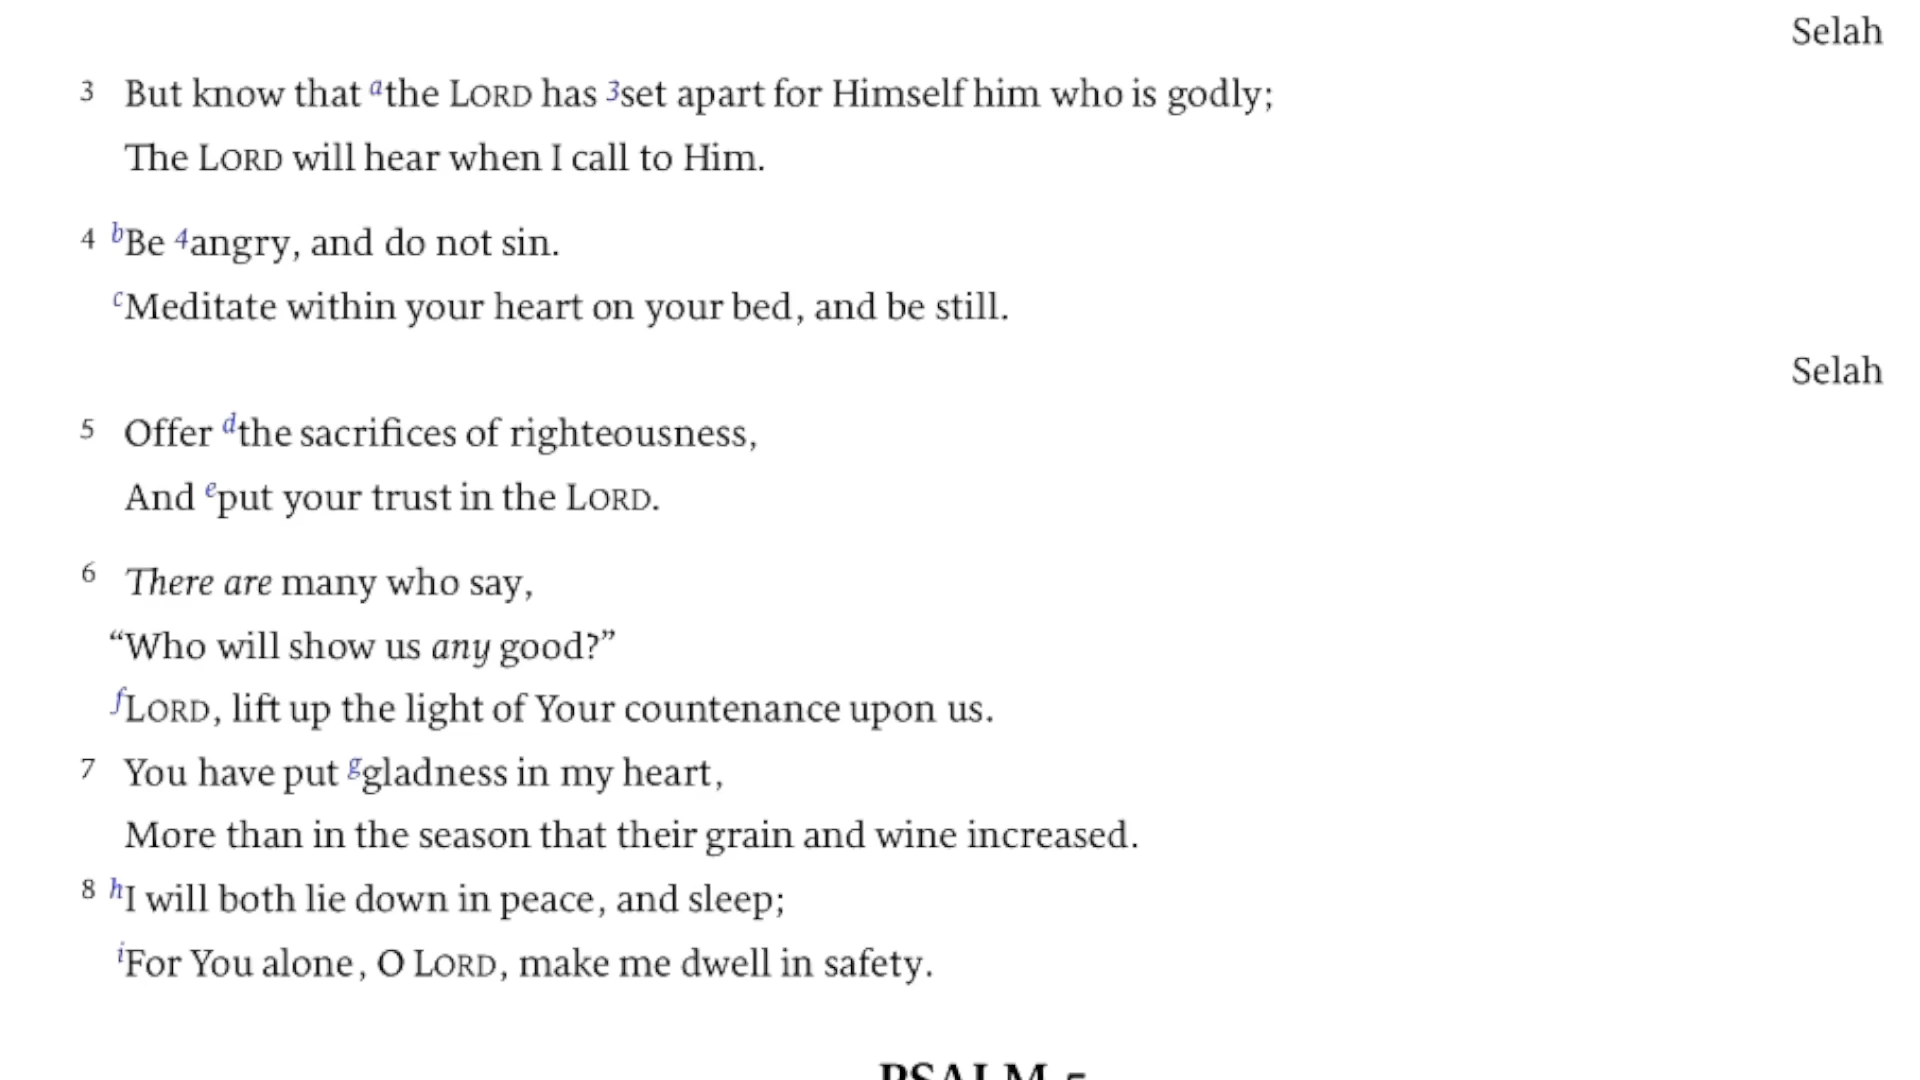 Selah
3 But know that athe LORD has 3set apart for Himself him who is godly;
The LORD will hear when I call to Him.
4 bBe 4angry, and do not sin.
cMeditate within your heart on your bed, and be still.
Selah
5 Offer dthe sacrifices of righteousness,
And eput your trust in the LORD.
6 There are many who say,
“Who will show us any good?”
fLORD, lift up the light of Your countenance upon us.
7 You have put ggladness in my heart,
More than in the season that their grain and wine increased.
8 hI will both lie down in peace, and sleep;
iFor You alone, O LORD, make me dwell in safety.
PSALM 5